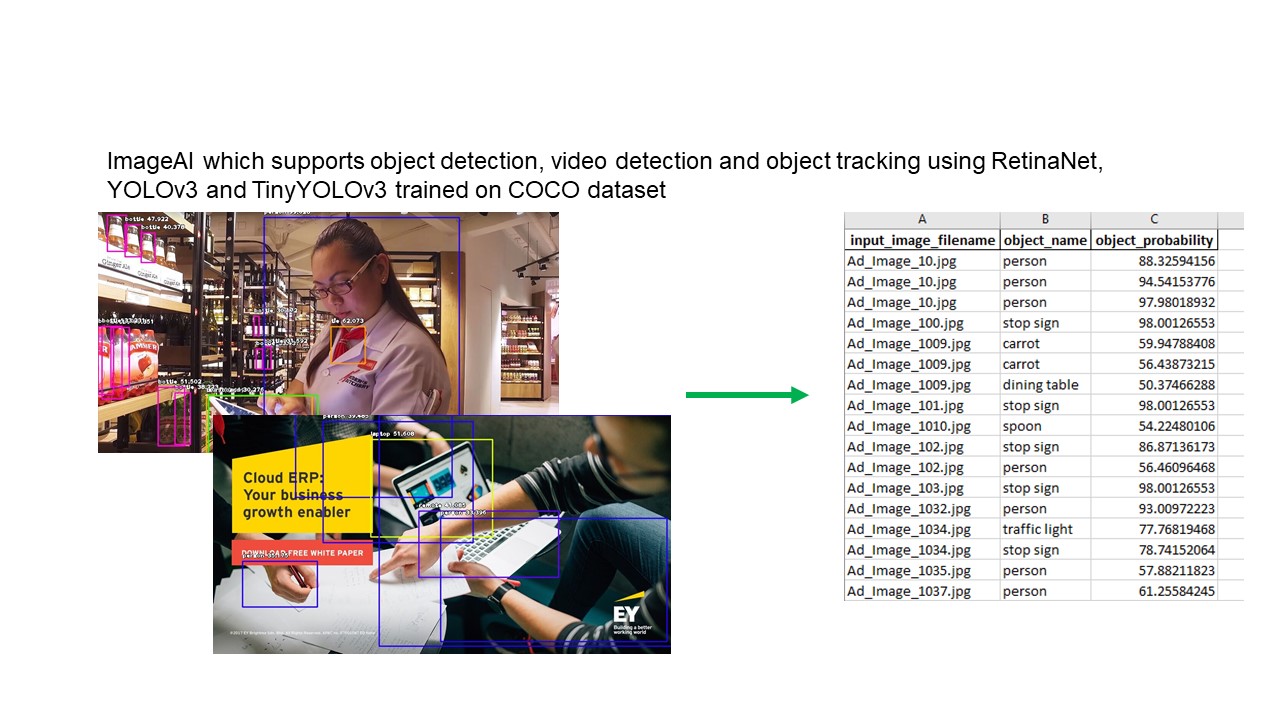 ImageAI which supports object detection, video detection and object tracking using RetinaNet,
YOLOv3 and TinyYOLOv3 trained on COCO dataset
bottle 47.922
bottle 40.378
Ginger Ale
tie 62.073
bottle 51.502
laptop 51.608
Cloud ERP:
Your business
growth enabler
DOWNLOAD FREE WHITE PAPER
EY
Building a better
working world
A B C
input_image_filename object_name object_probability
Ad_Image_10.jpg person 88.32594156
Ad_Image_10.jpg person 94.54153776
Ad_Image_10.jpg person 97.98018932
Ad_Image_100.jpg stop sign 98.00126553
Ad_Image_1009.jpg carrot 59.94788408
Ad_Image_1009.jpg carrot 56.43873215
Ad_Image_1009.jpg dining table 50.37466288
Ad_Image_101.jpg stop sign 98.00126553
Ad_Image_1010.jpg spoon 54.22480106
Ad_Image_102.jpg stop sign 86.87136173
Ad_Image_102.jpg person 56.46096468
Ad_Image_103.jpg stop sign 98.00126553
Ad_Image_1032.jpg person 93.00972223
Ad_Image_1034.jpg traffic light 77.76819468
Ad_Image_1034.jpg stop sign 78.74152064
Ad_Image_1035.jpg person 57.88211823
Ad_Image_1037.jpg person 61.25584245